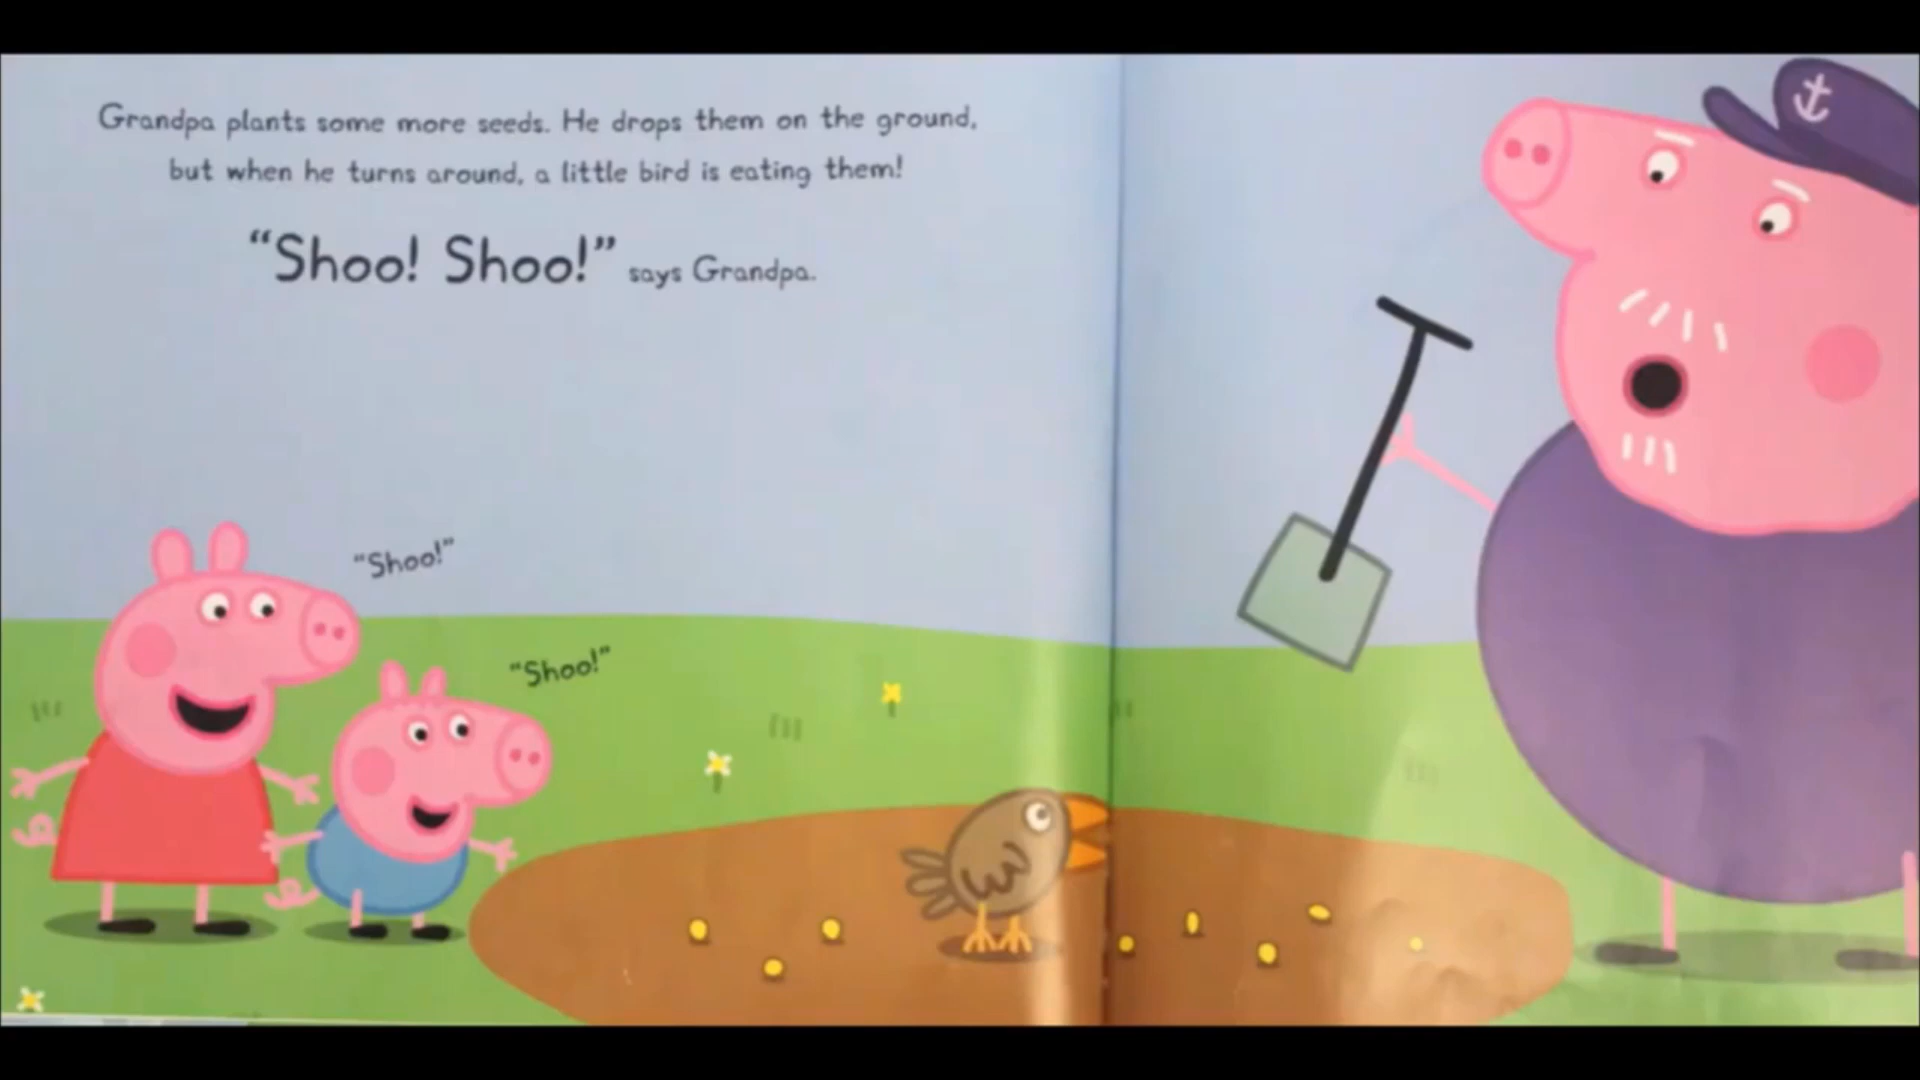 Grandpa plants some more seeds. He drops them on the ground,
but when he turns around, a little bird is eating them!
“Shoo! Shoo!” says Grandpa.
“Shoo!”
“Shoo!”